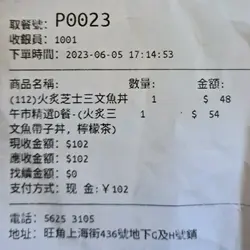 取餐號: P0023
收銀員: 1001
下單時間: 2023-06-05 17:14:53
商品名: 數量: 金額:
(112)火炙芝士三文魚丼 1 $ 48
午市精選D餐-(火炙三 1 $ 54
文魚帶子丼, 檸檬茶)
現收金額: $102
應收金額: $102
找續金額: $0
支付方式: 現 金:¥102
電話: 5625 3105
地址: 旺角上海街436號地下G及H號鋪